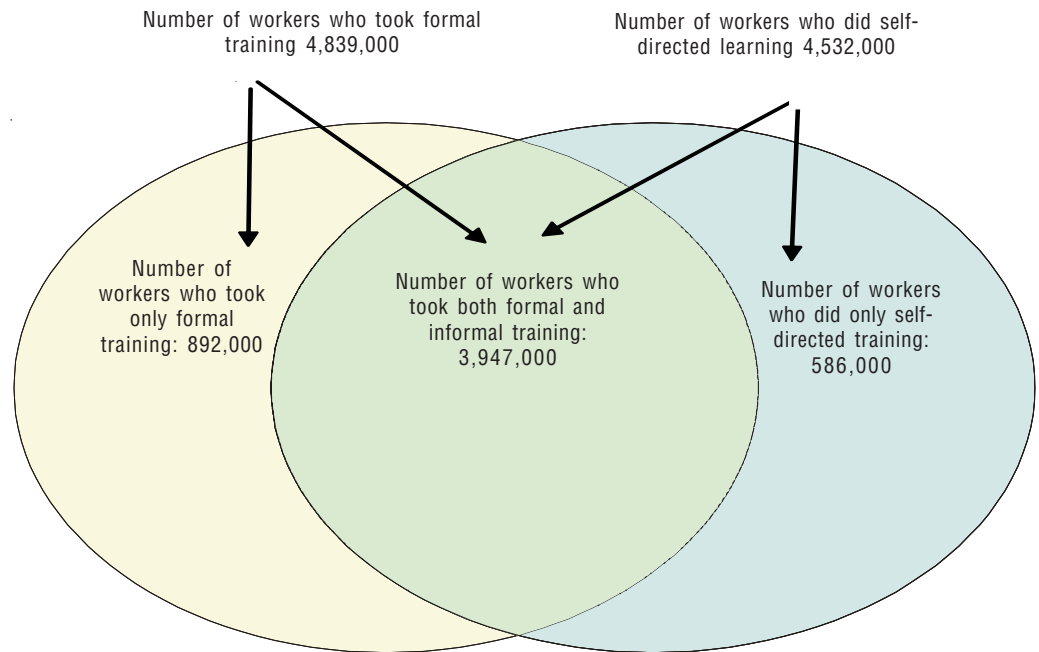 Number of workers who took formal
training 4,839,000
Number of workers who did self-
directed learning 4,532,000
Number of
workers who took
only formal
training: 892,000
Number of workers who
took both formal and
informal training:
3,947,000
Number of workers
who did only self-
directed training:
586,000